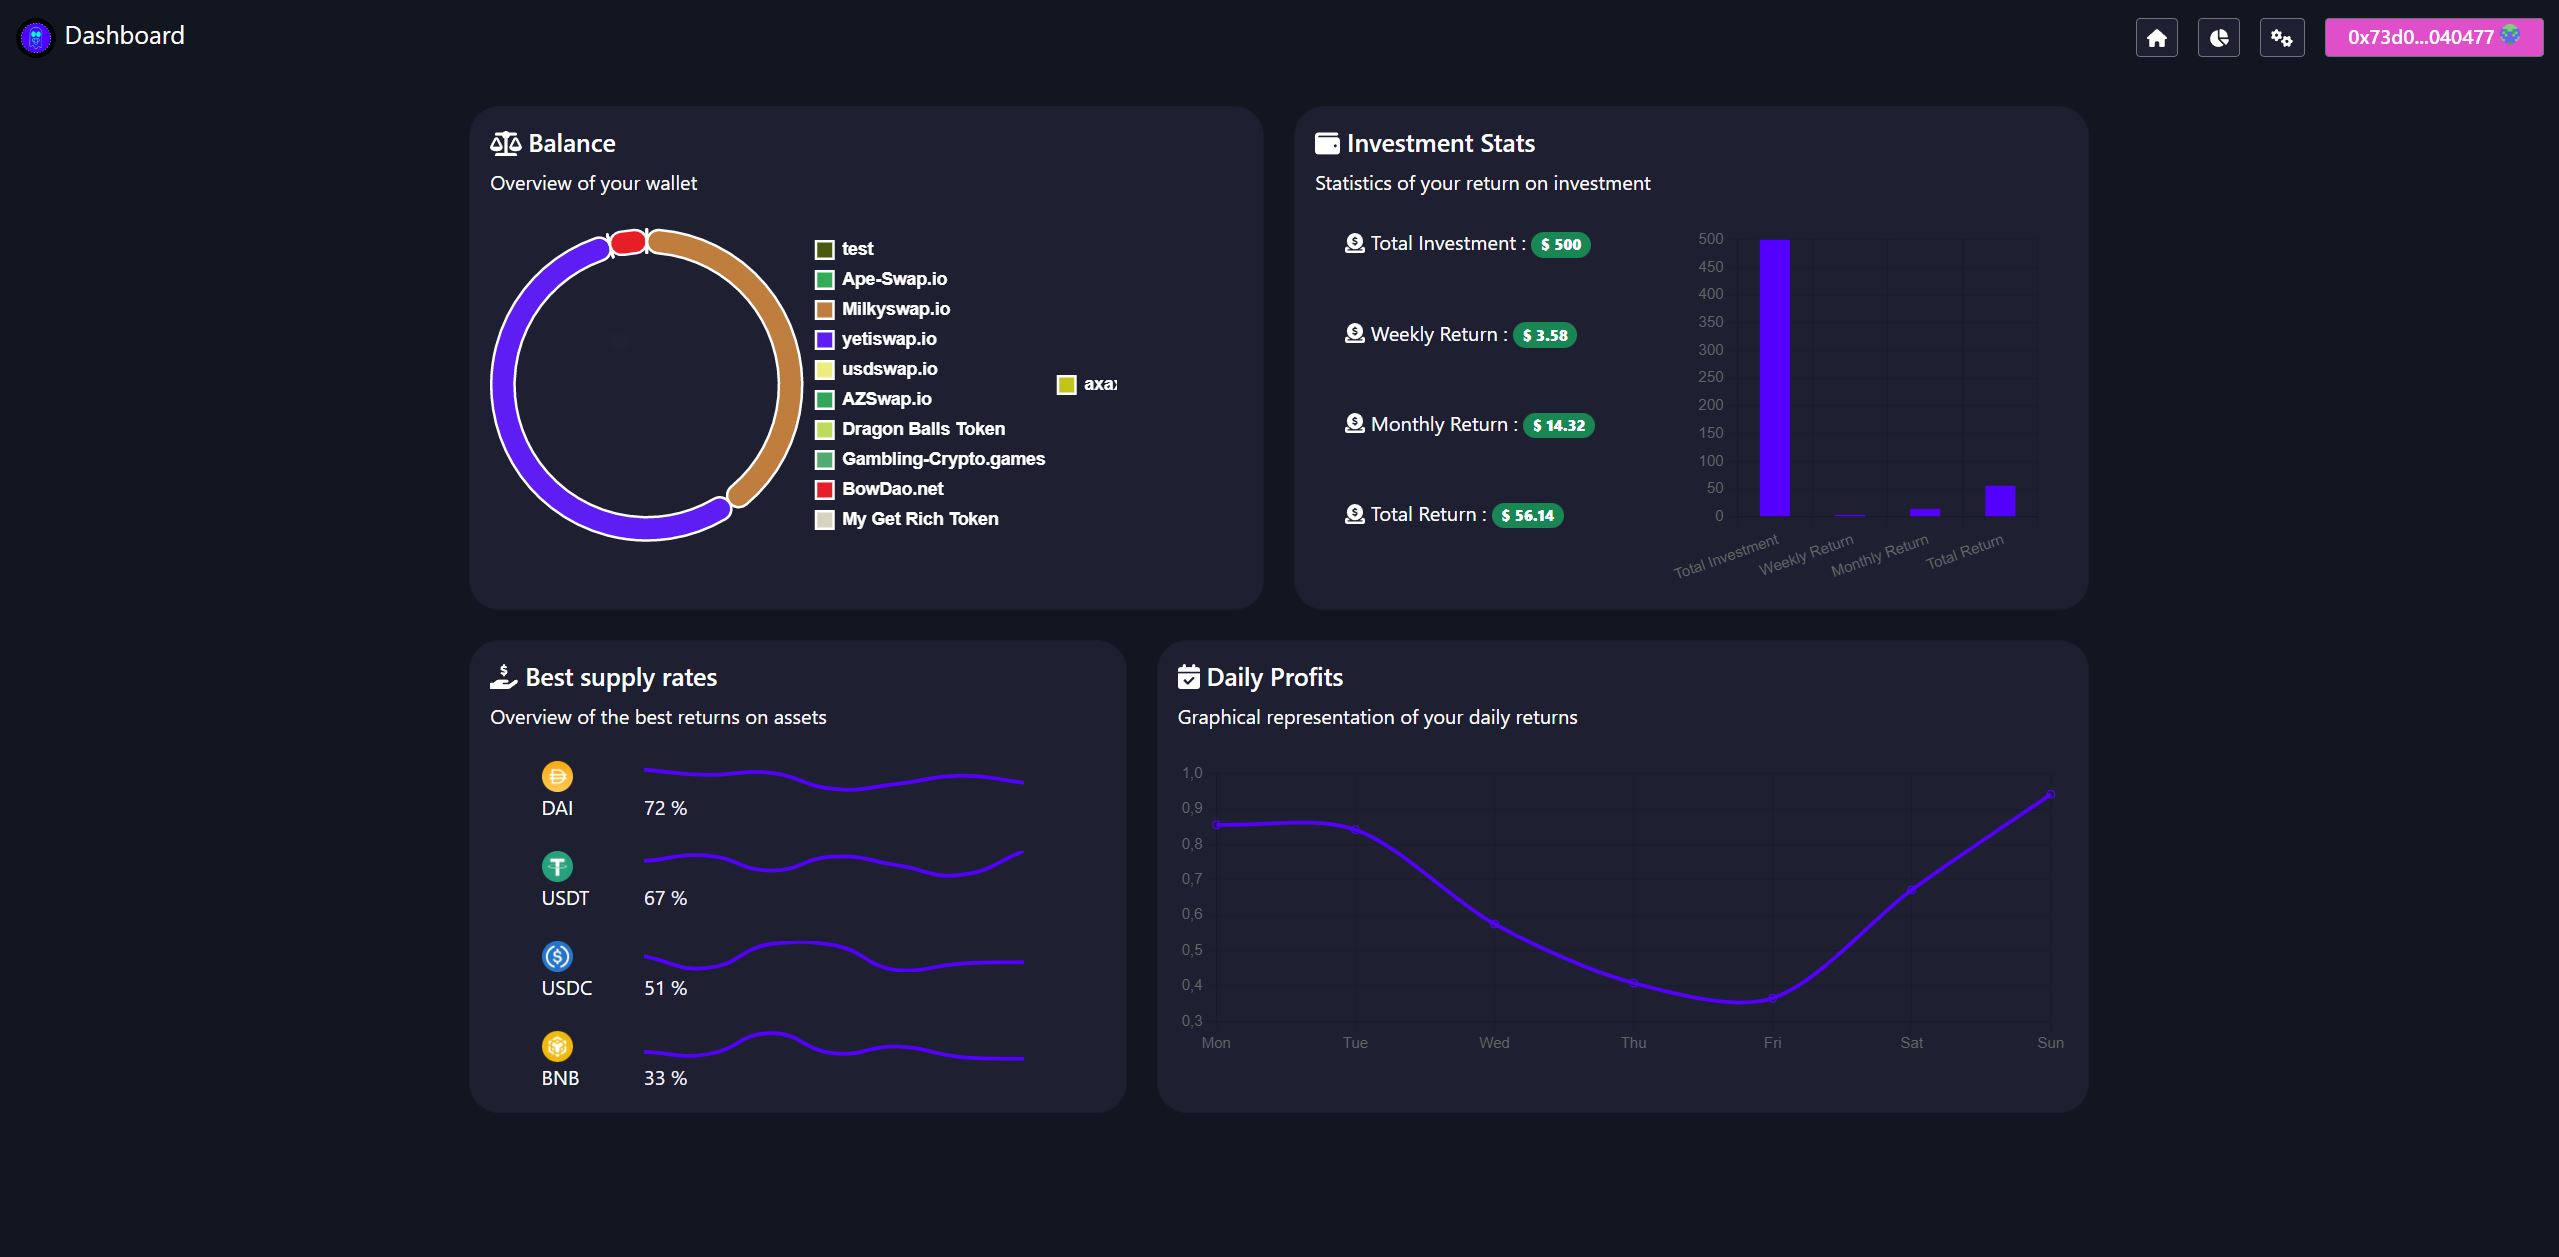 Dashboard
0x73d0...040477
Balance
Overview of your wallet
test
Ape-Swap.io
Milkyswap.io
yetiswap.io
usdswap.io
AZSwap.io
Dragon Balls Token
Gambling-Crypto.games
BowDao.net
My Get Rich Token
Investment Stats
Statistics of your return on investment
Total Investment : $ 500
Weekly Return : $ 3.58
Monthly Return : $ 14.32
Total Return : $ 56.14
500
450
400
350
300
250
200
150
100
50
0
Total Investment
Weekly Return
Monthly Return
Total Return
Best supply rates
Overview of the best returns on assets
DAI
72 %
USDT
67 %
USDC
51 %
BNB
33 %
Daily Profits
Graphical representation of your daily returns
1,0
0,9
0,8
0,7
0,6
0,5
0,4
0,3
Mon Tue Wed Thu Fri Sat Sun